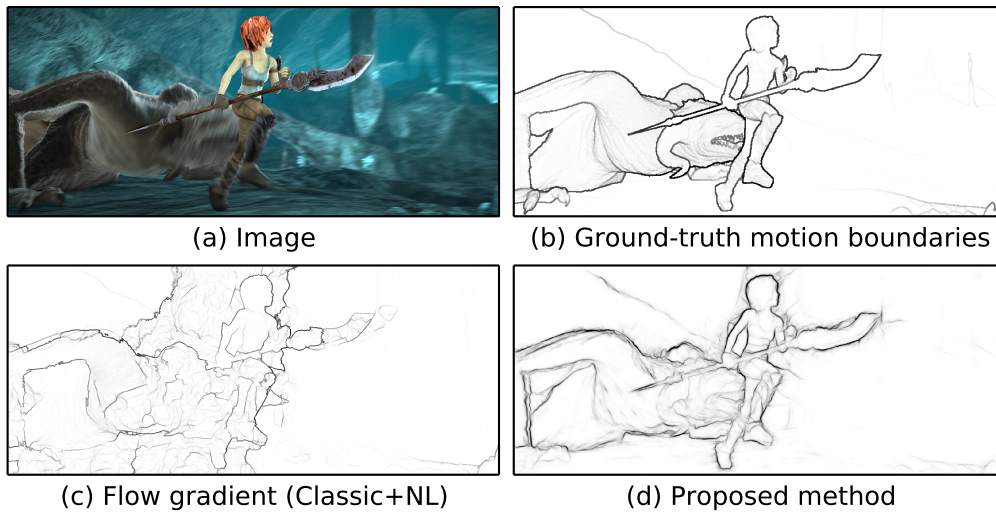 (a) Image
(b) Ground-truth motion boundaries
(c) Flow gradient (Classic+NL)
(d) Proposed method